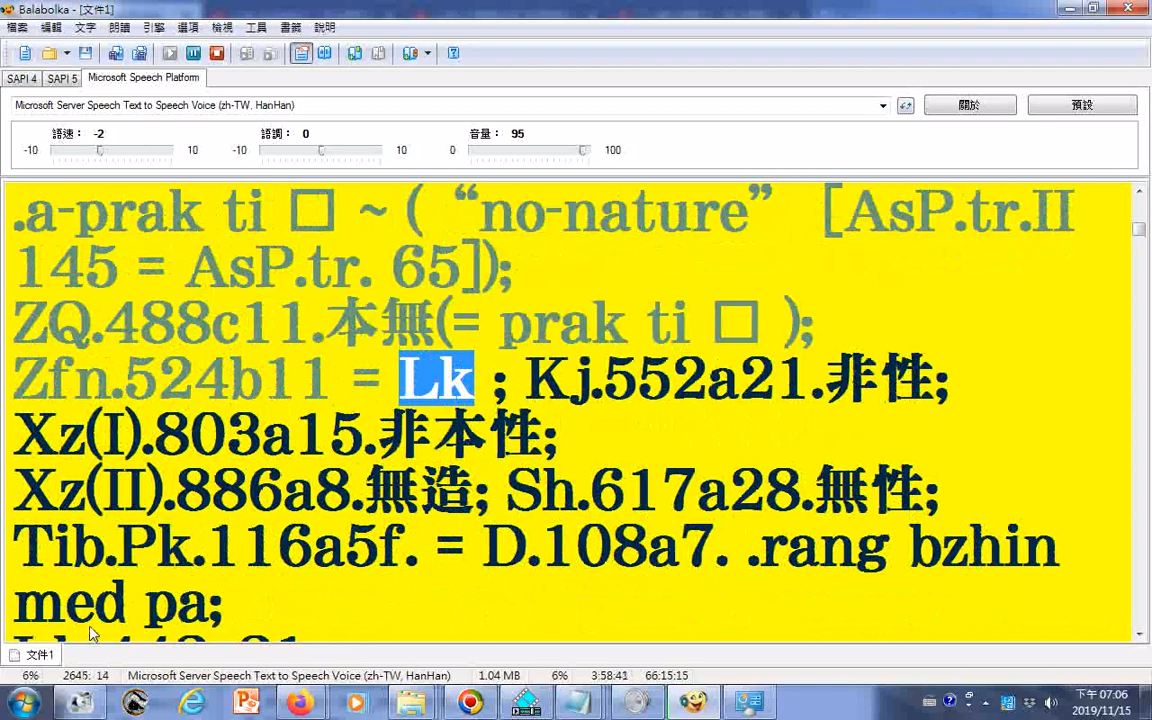 Balabolka - [文件1]
檔案 編輯 文字 朗讀 引擎 選項 檢視 工具 書籤 說明
SAPI 4 SAPI 5 Microsoft Speech Platform
Microsoft Server Speech Text to Speech Voice (zh-TW, HanHan) 關於 預設
語速： -2 語調： 0 音量： 95
-10 10 -10 10 0 100
.a-prak ti □ ~ (“no-nature” [AsP.tr.II
145 = AsP.tr. 65]);
ZQ.488c11.本無(= prak ti □ );
Zfn.524b11 = Lk ; Kj.552a21.非性;
Xz(I).803a15.非本性;
Xz(II).886a8.無造; Sh.617a28.無性;
Tib.Pk.116a5f. = D.108a7. .rang bzhin
med pa;
文件1
6% 2645: 14 Microsoft Server Speech Text to Speech Voice (zh-TW, HanHan) 1.04 MB 6% 3:58:41 66:15:15
下午 07:06
2019/11/15